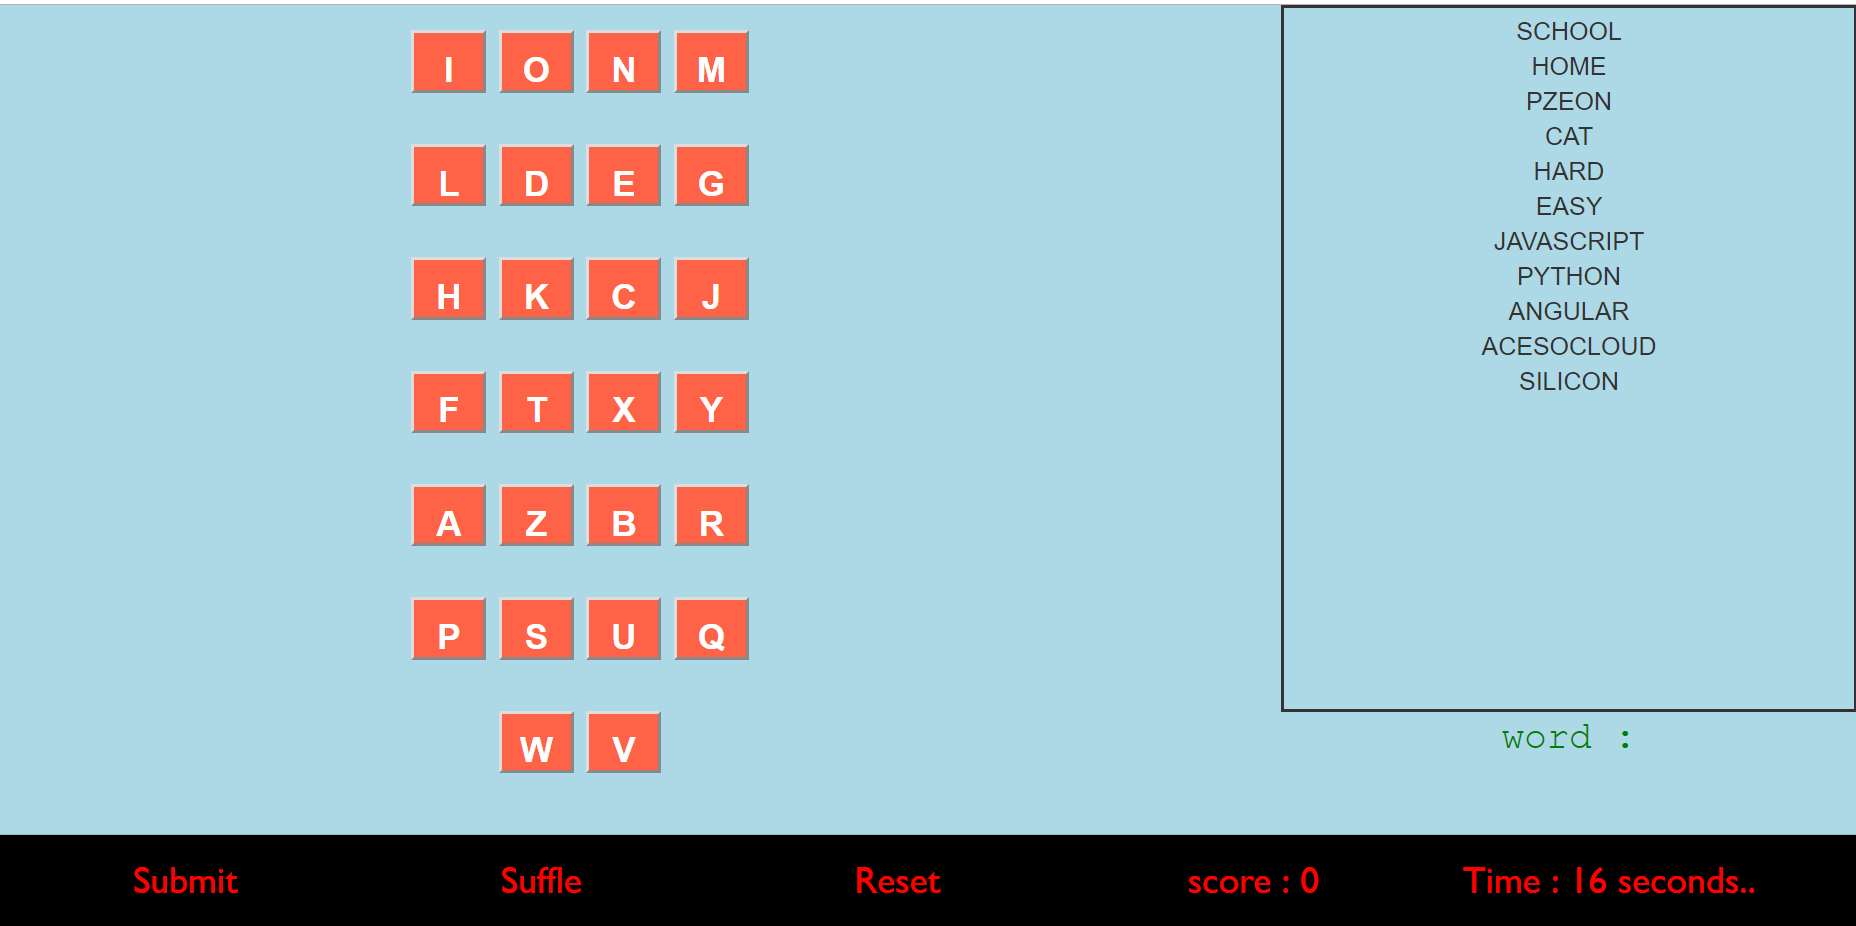 I O N M
L D E G
H K C J
F T X Y
A Z B R
P S U Q
W V
SCHOOL
HOME
PZEON
CAT
HARD
EASY
JAVASCRIPT
PYTHON
ANGULAR
ACESOCLOUD
SILICON
word :
Submit Suffle Reset score : 0 Time : 16 seconds..